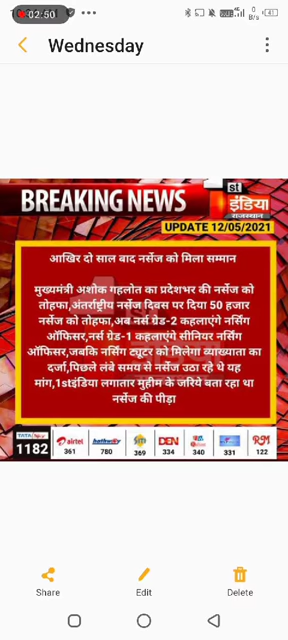 02:50
Wednesday
1st
इंडिया
राजस्थान
BREAKING NEWS
UPDATE 12/05/2021
आखिर दो साल बाद नर्सेज को मिला सम्मान
मुख्यमंत्री अशोक गहलोत का प्रदेशभर की नर्सेज को
तोहफा,अंतर्राष्ट्रीय नर्सेज दिवस पर दिया 50 हजार
नर्सेज को तोहफा,अब नर्स ग्रेड-2 कहलाएंगे नर्सिंग
ऑफिसर,नर्स ग्रेड-1 कहलाएंगे सीनियर नर्सिंग
ऑफिसर,जबकि नर्सिंग ट्यूटर को मिलेगा व्याख्याता का
दर्जा,पिछले लंबे समय से नर्सेज उठा रहे थे यह
मांग,1stइंडिया लगातार मुहीम के जरिये बता रहा था
नर्सेज की पीड़ा
TATA play airtel hathway DEN
1182 361 780 369 334 340 331 122
Share Edit Delete